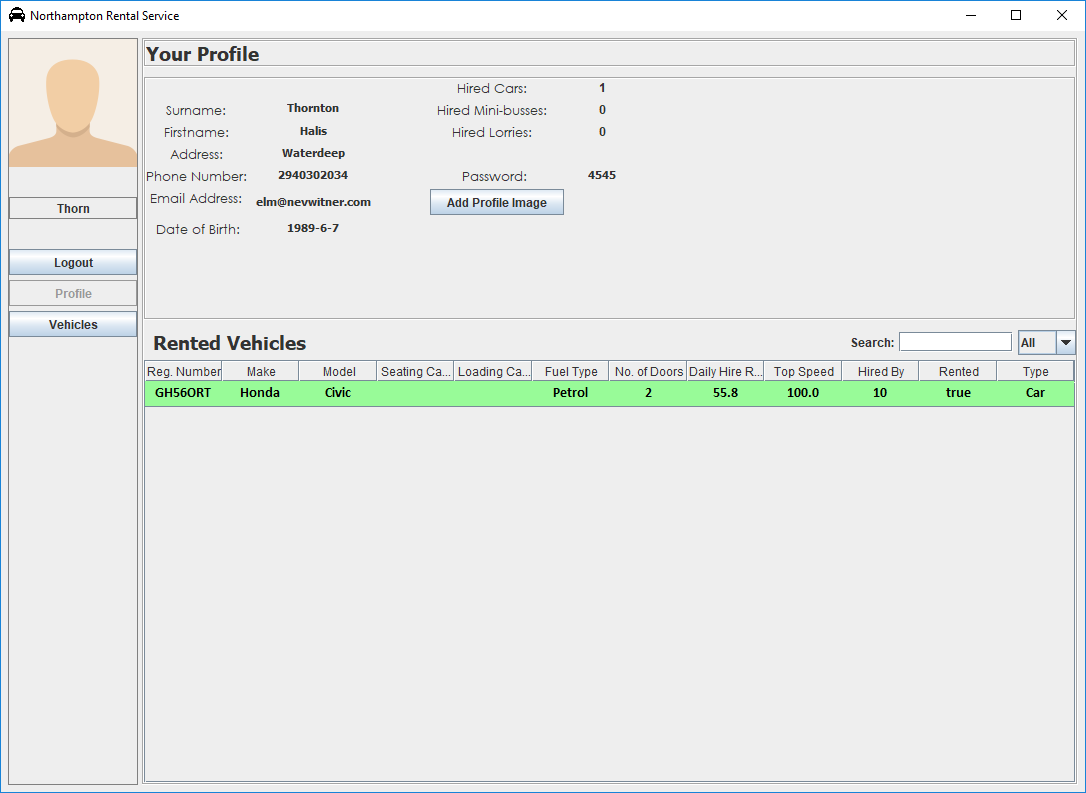 Northampton Rental Service
Thorn
Logout
Profile
Vehicles
Your Profile
Surname: Thornton
Firstname: Halis
Address: Waterdeep
Phone Number: 2940302034
Email Address: elm@nevwitner.com
Date of Birth: 1989-6-7
Hired Cars: 1
Hired Mini-busses: 0
Hired Lorries: 0
Password: 4545
Add Profile Image
Rented Vehicles Search: All
Reg. Number Make Model Seating Ca... Loading Ca... Fuel Type No. of Doors Daily Hire R... Top Speed Hired By Rented Type
GH56ORT Honda Civic Petrol 2 55.8 100.0 10 true Car